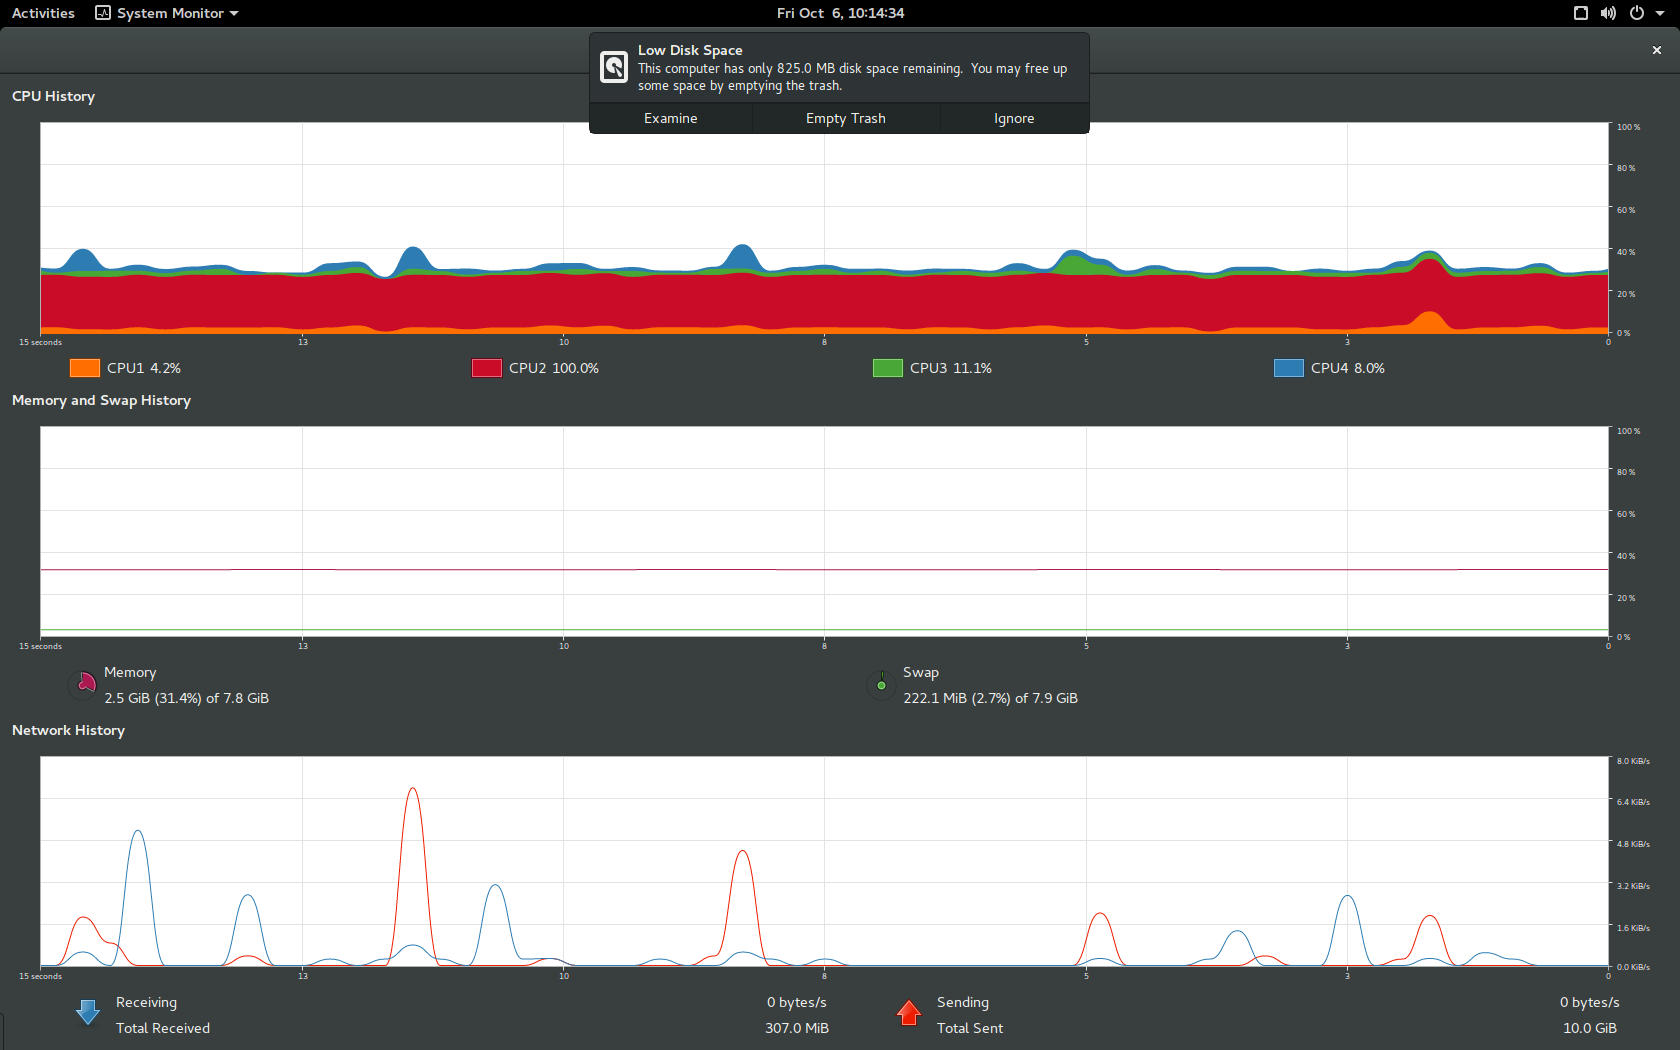 Activities
System Monitor
Fri Oct 6, 10:14:34
Low Disk Space
This computer has only 825.0 MB disk space remaining. You may free up
some space by emptying the trash.
Examine
Empty Trash
Ignore
CPU History
100 %
80 %
60 %
40 %
20 %
0 %
15 seconds
13
10
8
5
3
0
CPU1 4.2%
CPU2 100.0%
CPU3 11.1%
CPU4 8.0%
Memory and Swap History
100 %
80 %
60 %
40 %
20 %
0 %
15 seconds
13
10
8
5
3
0
Memory
2.5 GiB (31.4%) of 7.8 GiB
Swap
222.1 MiB (2.7%) of 7.9 GiB
Network History
8.0 KiB/s
6.4 KiB/s
4.8 KiB/s
3.2 KiB/s
1.6 KiB/s
0.0 KiB/s
15 seconds
13
10
8
5
3
0
Receiving
0 bytes/s
Total Received
307.0 MiB
Sending
0 bytes/s
Total Sent
10.0 GiB